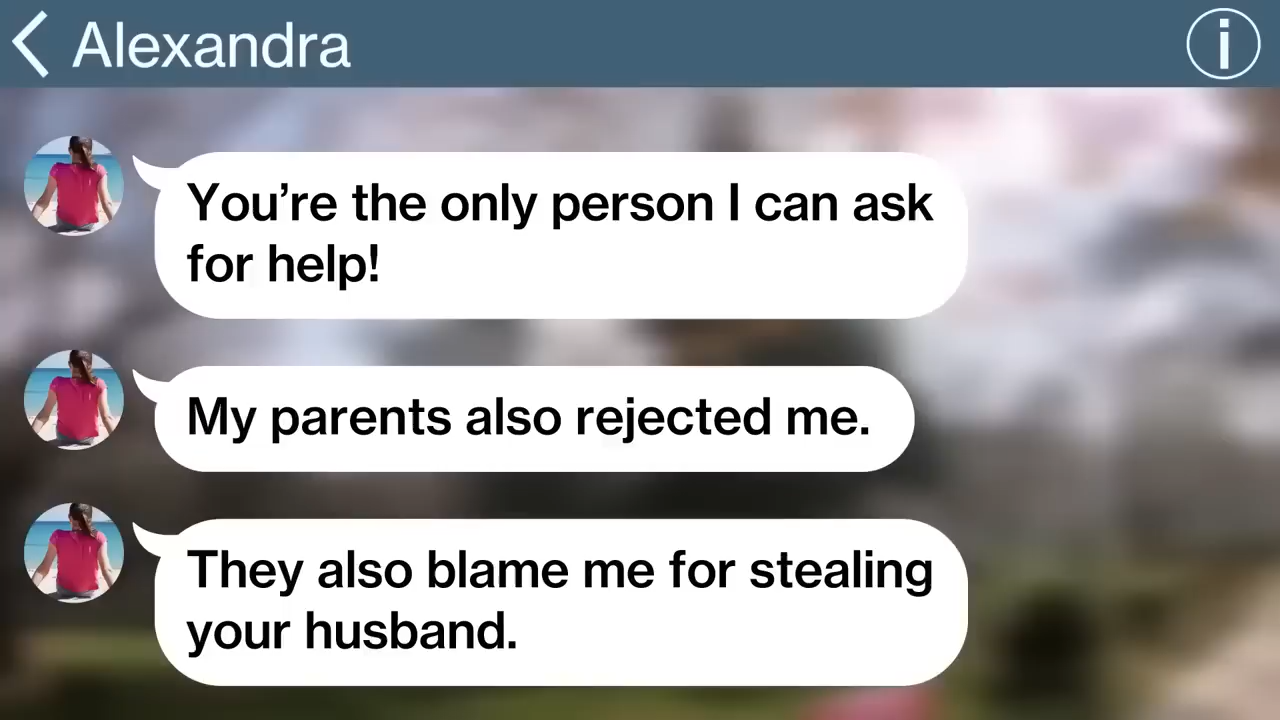 Alexandra
You’re the only person I can ask
for help!
My parents also rejected me.
They also blame me for stealing
your husband.